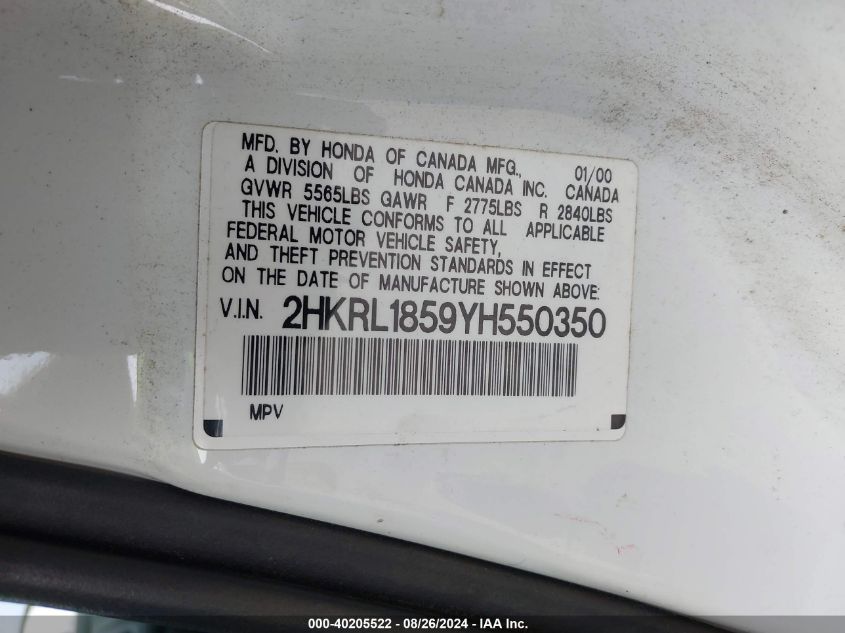 MFD. BY HONDA OF CANADA MFG., 01/00
A DIVISION OF HONDA CANADA INC. CANADA
GVWR 5565LBS GAWR F 2775LBS R 2840LBS
THIS VEHICLE CONFORMS TO ALL APPLICABLE
FEDERAL MOTOR VEHICLE SAFETY,
AND THEFT PREVENTION STANDARDS IN EFFECT
ON THE DATE OF MANUFACTURE SHOWN ABOVE:
V.I.N. 2HKRL1859YH550350
MPV
000-40205522 - 08/26/2024 - IAA Inc.